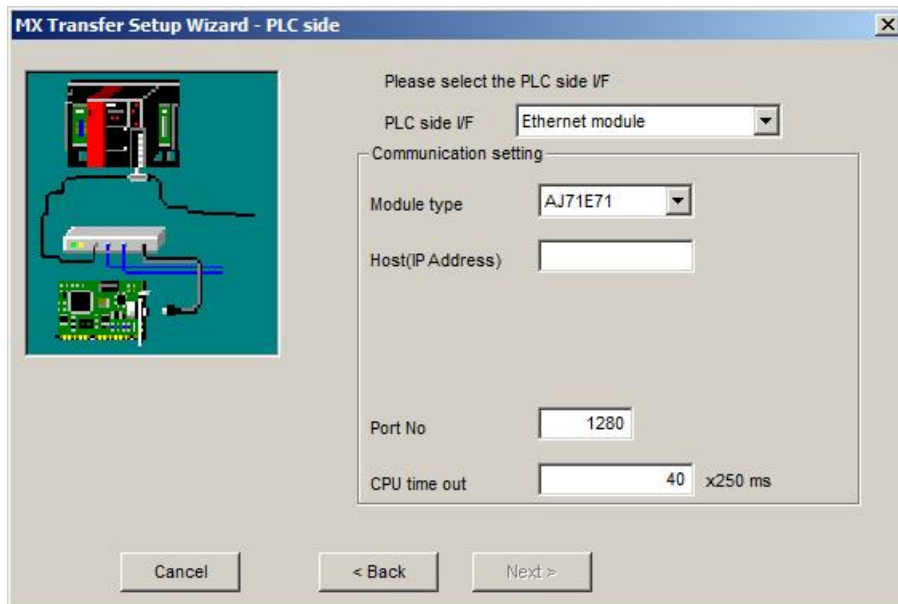 MX Transfer Setup Wizard - PLC side
Please select the PLC side I/F
PLC side I/F Ethernet module
Communication setting
Module type AJ71E71
Host(IP Address)
Port No 1280
CPU time out 40 x250 ms
Cancel < Back Next >